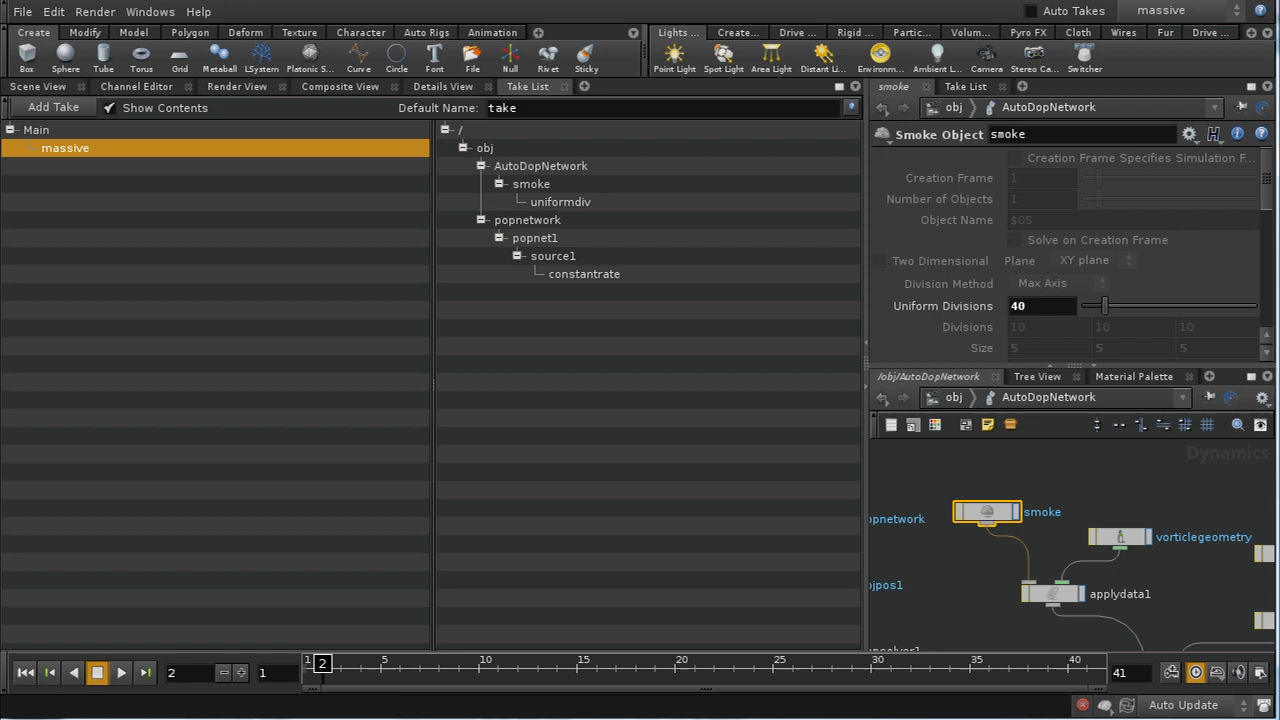 File Edit Render Windows Help Auto Takes massive
Create Modify Model Polygon Deform Texture Character Auto Rigs Animation Lights ... Create... Drive ... Rigid ... Partic... Volum... Pyro FX Cloth Wires Fur Drive ...
Box Sphere Tube Torus Grid Metaball LSystem Platonic S... Curve Circle Font File Null Rivet Sticky Point Light Spot Light Area Light Distant Li... Environm... Ambient L... Camera Stereo Ca... Switcher
Scene View Channel Editor Render View Composite View Details View Take List smoke Take List
Add Take Show Contents Default Name: take obj AutoDopNetwork
Main / Smoke Object smoke
massive obj
AutoDopNetwork
smoke
uniformdiv
popnetwork
popnet1
source1
constantrate
Creation Frame Specifies Simulation F...
Creation Frame 1
Number of Objects 1
Object Name $OS
Solve on Creation Frame
Two Dimensional Plane XY plane
Division Method Max Axis
Uniform Divisions 40
Divisions 10 10 10
Size 5 5 5
/obj/AutoDopNetwork Tree View Material Palette
obj AutoDopNetwork
Dynamics
smoke
opnetwork
vorticlegeometry
bjpos1
applydata1
2 1 1 2 5 10 15 20 25 30 35 40 41
Auto Update